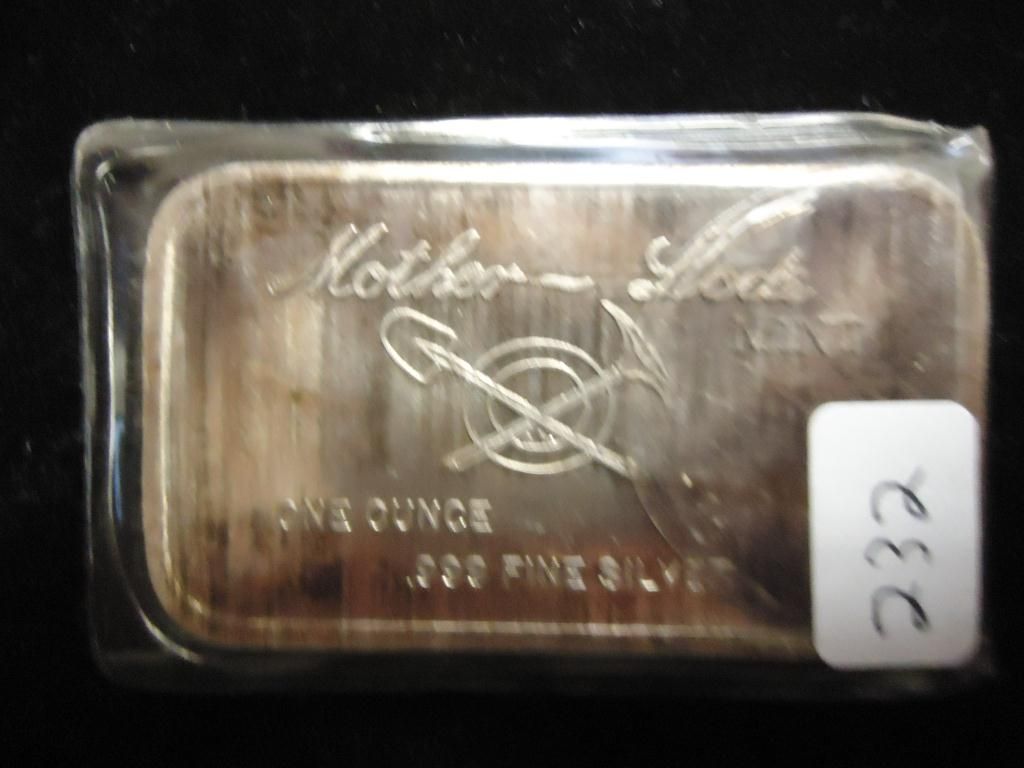 Mother-Lode
MINT
ONE OUNCE
.999 FINE SILVER
232